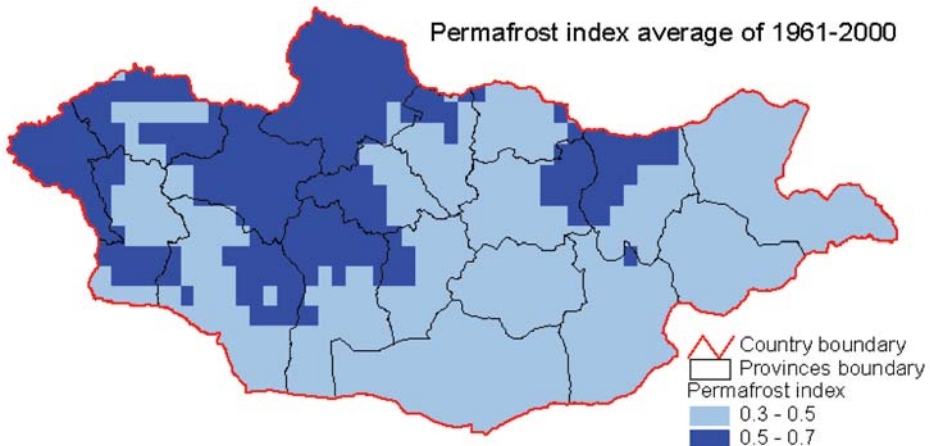 Permafrost index average of 1961-2000
Country boundary
Provinces boundary
Permafrost index
0.3 - 0.5
0.5 - 0.7